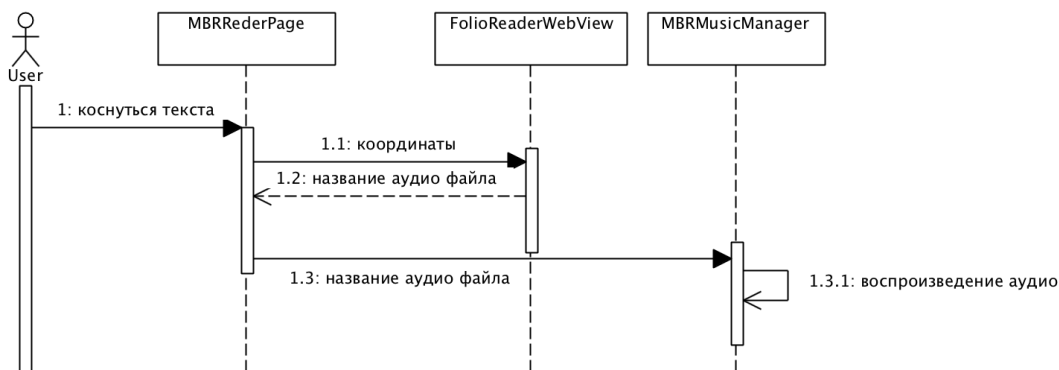 MBRRederPage
FolioReaderWebView
MBRMusicManager
User
1: коснуться текста
1.1: координаты
1.2: название аудио файла
1.3: название аудио файла
1.3.1: воспроизведение аудио